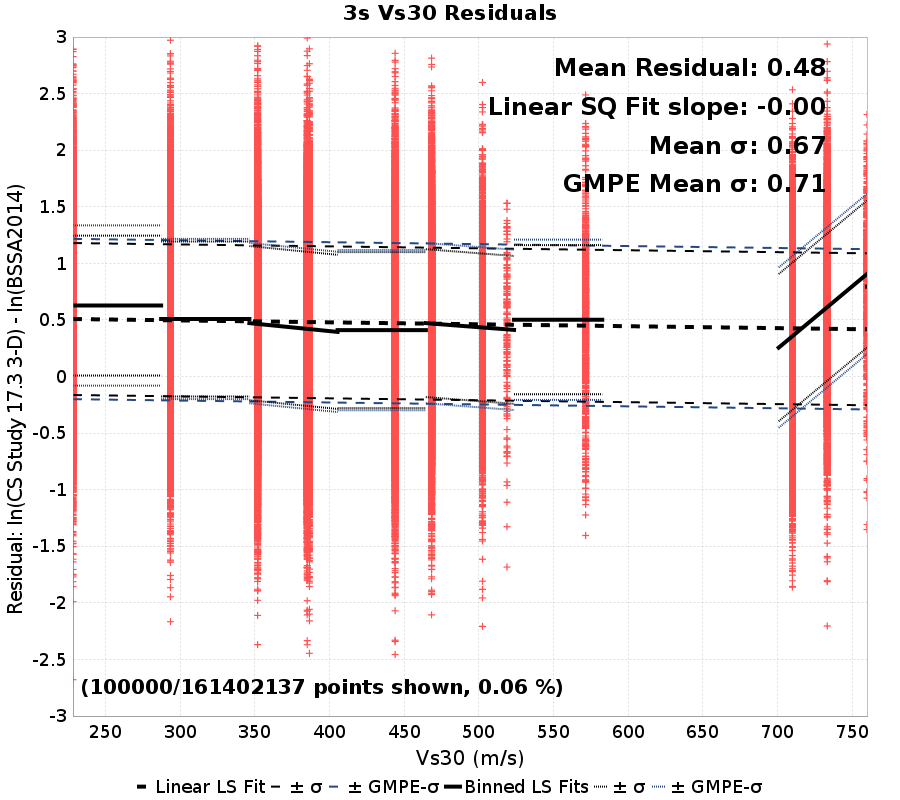 3s Vs30 Residuals
Mean Residual: 0.48
Linear SQ Fit slope: -0.00
Mean σ: 0.67
GMPE Mean σ: 0.71
Residual: ln(CS Study 17.3 3-D) - ln(BSSA2014)
3
2.5
2
1.5
1
0.5
0
-0.5
-1
-1.5
-2
-2.5
-3
(100000/161402137 points shown, 0.06 %)
250 300 350 400 450 500 550 600 650 700 750
Vs30 (m/s)
Linear LS Fit ± σ ± GMPE-σ Binned LS Fits ± σ ± GMPE-σ